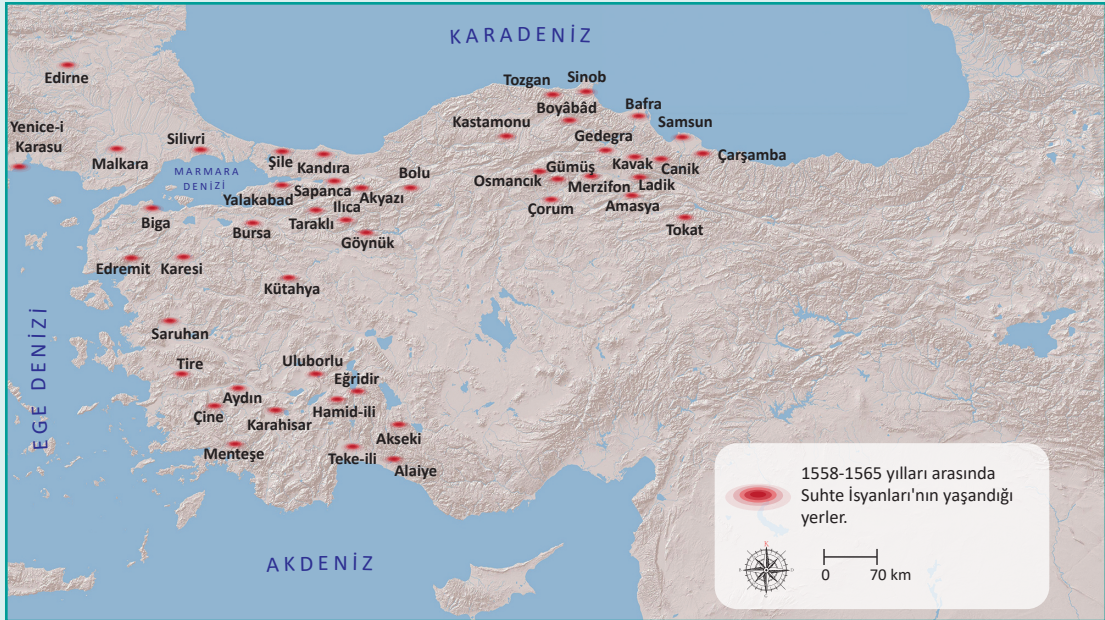 KARADENİZ
Edirne
Yenice-i
Karasu
Malkara
Silivri
MARMARA
DENİZİ
Şile
Kandıra
Yalakabad
Sapanca
Akyazı
Bolu
Ilıca
Taraklı
Göynük
Biga
Bursa
Tozgan
Sinob
Boyâbâd
Kastamonu
Bafra
Gedegra
Samsun
Kavak
Canik
Çarşamba
Osmancık
Gümüş
Merzifon
Ladik
Çorum
Amasya
Tokat
Edremit
Karesi
Kütahya
EGE DENİZİ
Saruhan
Tire
Uluborlu
Eğridir
Aydın
Çine
Karahisar
Hamid-ili
Akseki
Menteşe
Teke-ili
Alaiye
AKDENİZ
1558-1565 yılları arasında
Suhte İsyanları'nın yaşandığı
yerler.
K
0 70 km